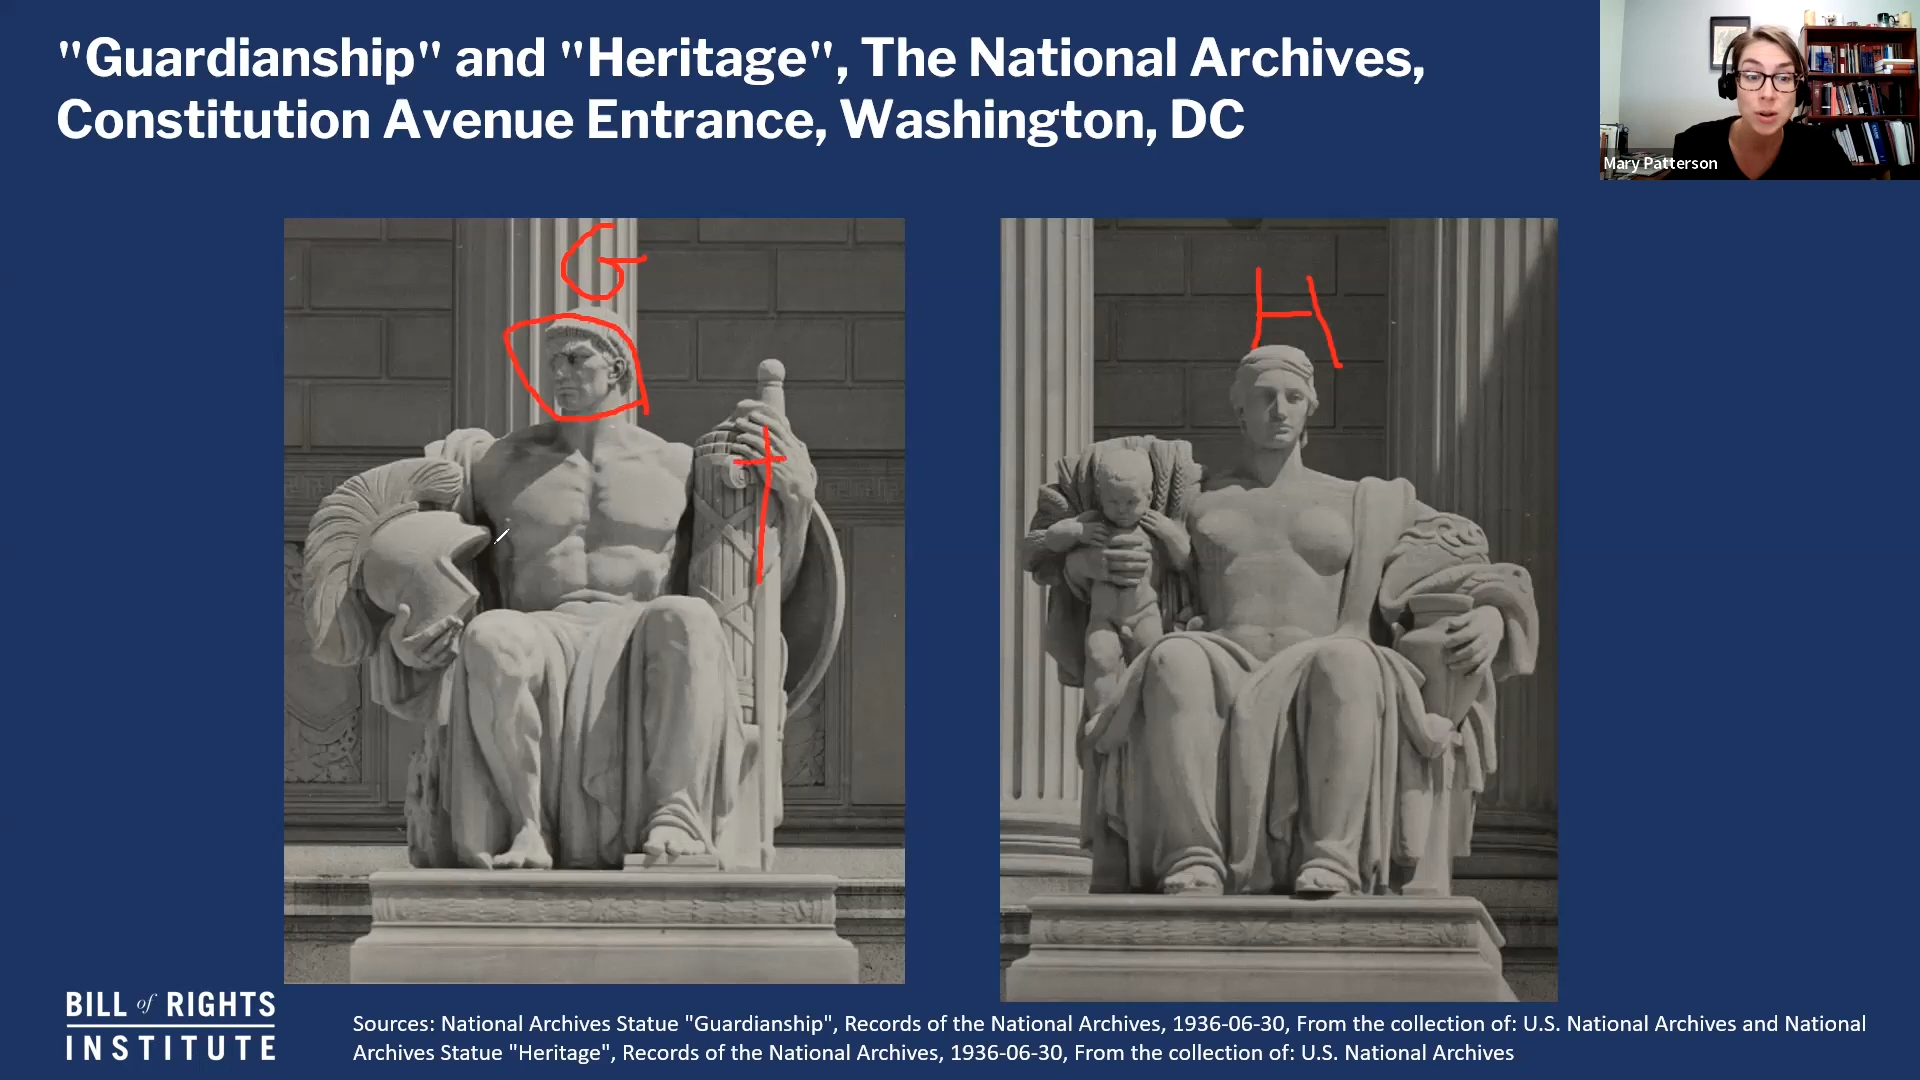 "Guardianship" and "Heritage", The National Archives,
Constitution Avenue Entrance, Washington, DC
Mary Patterson
G
H
BILL of RIGHTS
INSTITUTE
Sources: National Archives Statue "Guardianship", Records of the National Archives, 1936-06-30, From the collection of: U.S. National Archives and National
Archives Statue "Heritage", Records of the National Archives, 1936-06-30, From the collection of: U.S. National Archives